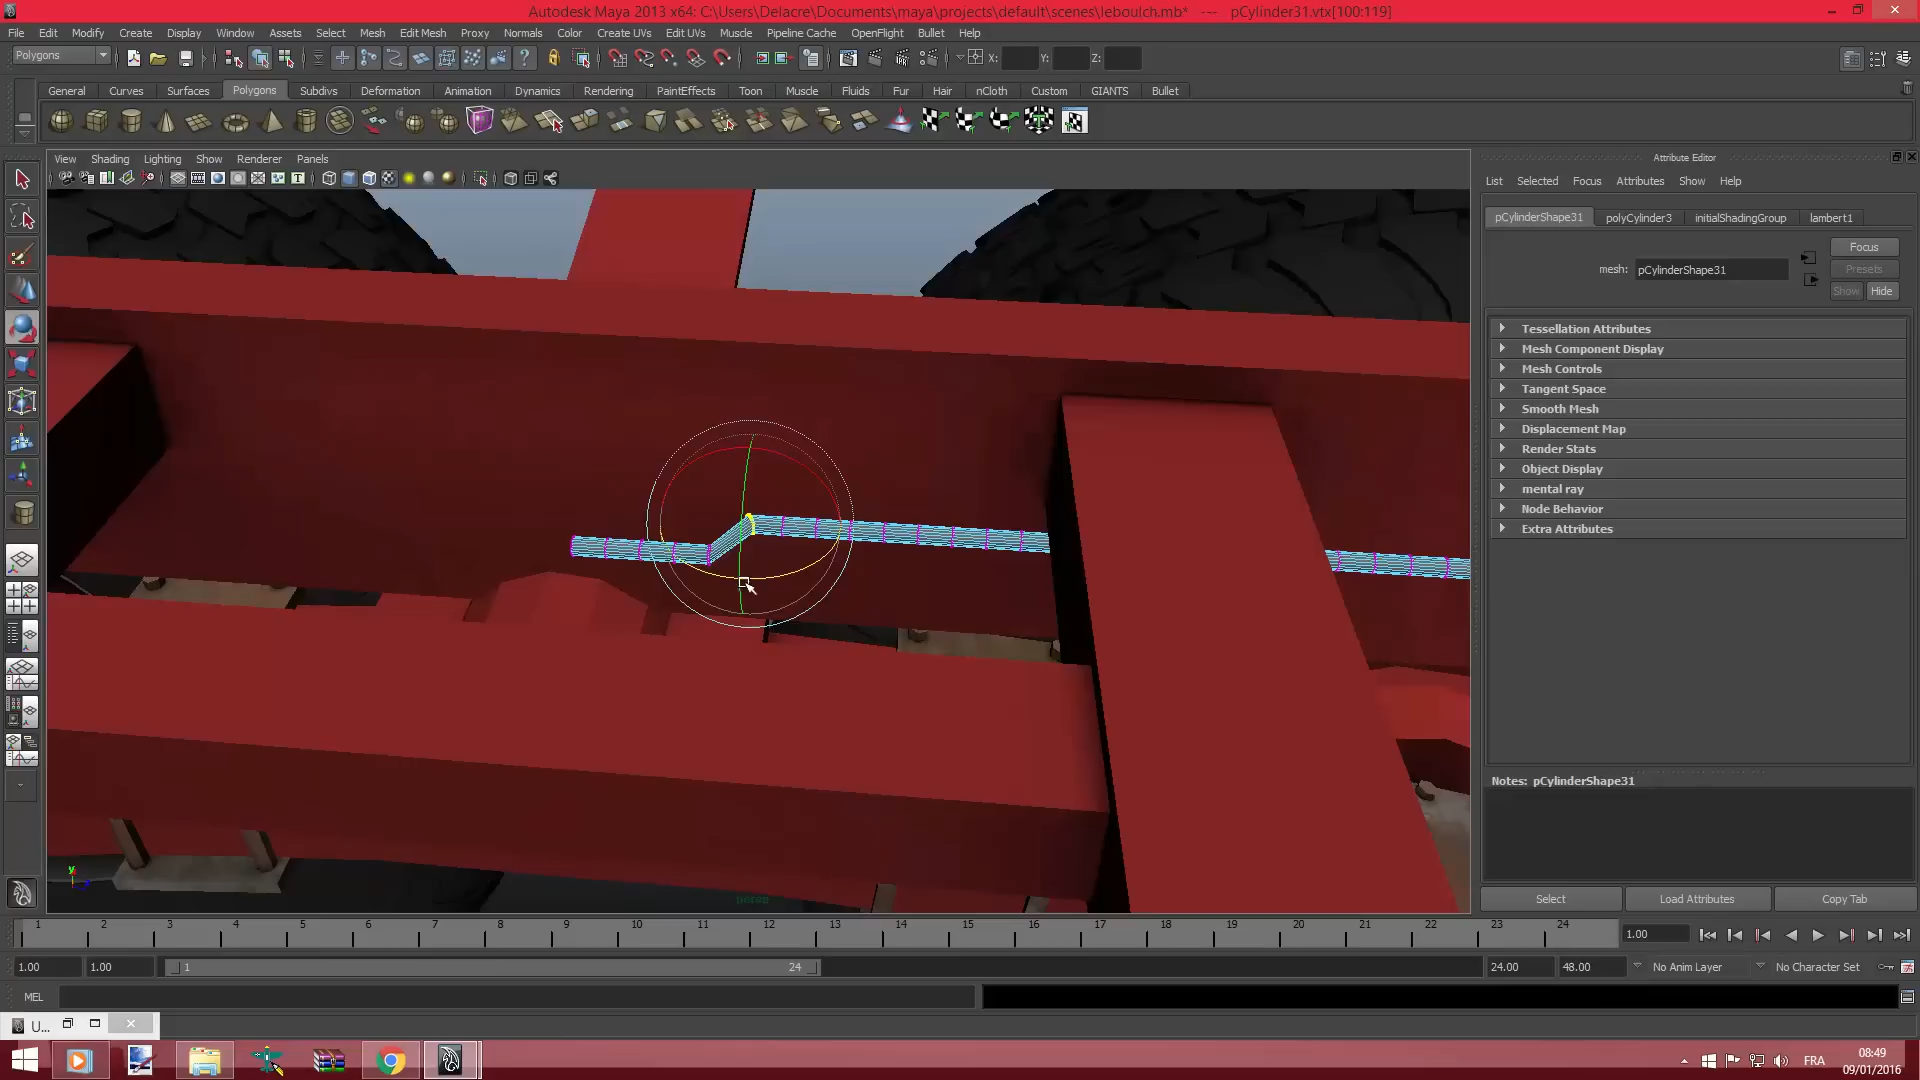 Autodesk Maya 2013 x64: C:\Users\Delacre\Documents\maya\projects\default\scenes\leboulch.mb* --- pCylinder31.vtx[100:119]
File Edit Modify Create Display Window Assets Select Mesh Edit Mesh Proxy Normals Color Create UVs Edit UVs Muscle Pipeline Cache OpenFlight Bullet Help
Polygons X: Y: Z:
General Curves Surfaces Polygons Subdivs Deformation Animation Dynamics Rendering PaintEffects Toon Muscle Fluids Fur Hair nCloth Custom GIANTS Bullet
View Shading Lighting Show Renderer Panels
Attribute Editor
List Selected Focus Attributes Show Help
pCylinderShape31 polyCylinder3 initialShadingGroup lambert1
Focus
mesh: pCylinderShape31 Presets
Show Hide
Tessellation Attributes
Mesh Component Display
Mesh Controls
Tangent Space
Smooth Mesh
Displacement Map
Render Stats
Object Display
mental ray
Node Behavior
Extra Attributes
Notes: pCylinderShape31
y
persp
Select Load Attributes Copy Tab
1 2 3 4 5 6 7 8 9 10 11 12 13 14 15 16 17 18 19 20 21 22 23 24 1.00
1.00 1.00 1 24 24.00 48.00 No Anim Layer No Character Set
MEL
U...
FRA 08:49
09/01/2016